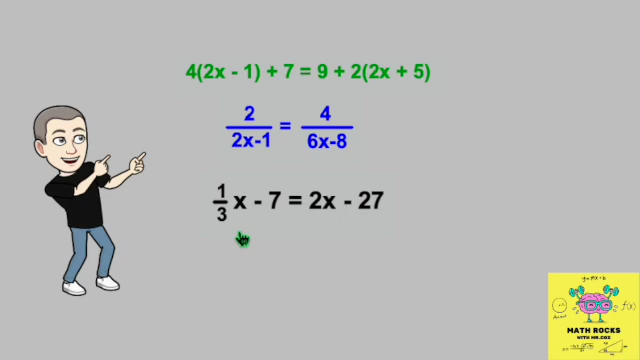 4(2x - 1) + 7 = 9 + 2(2x + 5)
2/2x-1 = 4/6x-8
1/3 x - 7 = 2x - 27
MATH ROCKS
WITH MR.COX
f(x)